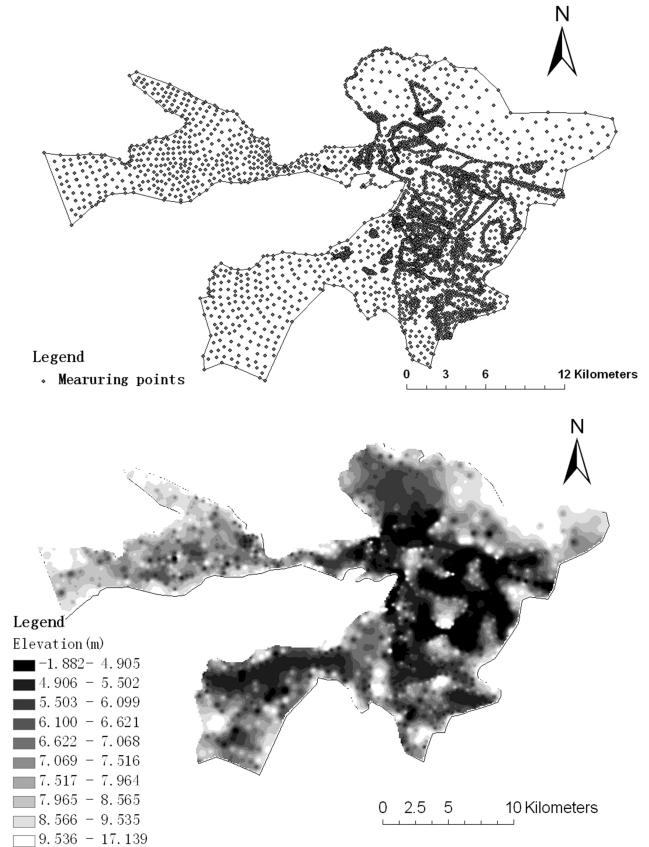 N
Legend
Mearuring points
0 3 6 12 Kilometers
N
Legend
Elevation(m)
-1.882- 4.905
4.906 - 5.502
5.503 - 6.099
6.100 - 6.621
6.622 - 7.068
7.069 - 7.516
7.517 - 7.964
7.965 - 8.565
8.566 - 9.535
9.536 - 17.139
0 2.5 5 10 Kilometers